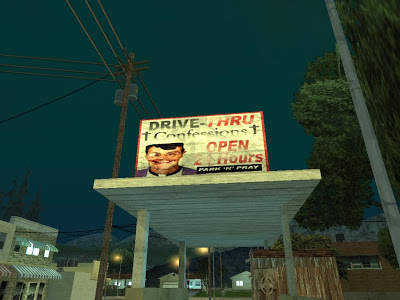 DRIVE-THRU
†Confessions†
OPEN
24 Hours
PARK 'N' PRAY